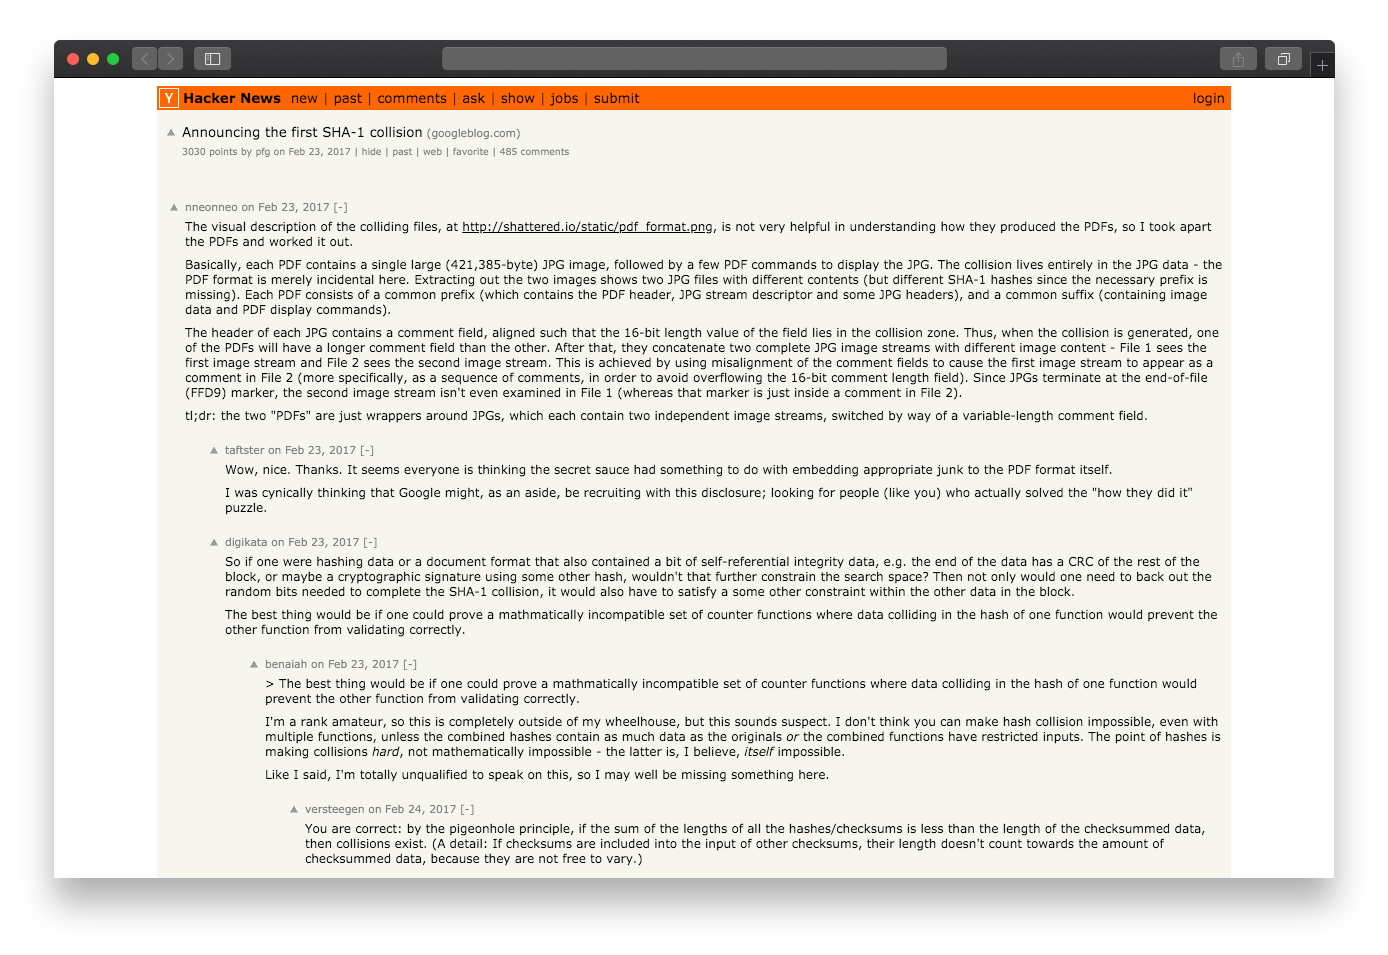 Y Hacker News new | past | comments | ask | show | jobs | submit login
Announcing the first SHA-1 collision (googleblog.com)
3030 points by pfg on Feb 23, 2017 | hide | past | web | favorite | 485 comments
nneonneo on Feb 23, 2017 [-]
The visual description of the colliding files, at http://shattered.io/static/pdf_format.png, is not very helpful in understanding how they produced the PDFs, so I took apart
the PDFs and worked it out.
Basically, each PDF contains a single large (421,385-byte) JPG image, followed by a few PDF commands to display the JPG. The collision lives entirely in the JPG data - the
PDF format is merely incidental here. Extracting out the two images shows two JPG files with different contents (but different SHA-1 hashes since the necessary prefix is
missing). Each PDF consists of a common prefix (which contains the PDF header, JPG stream descriptor and some JPG headers), and a common suffix (containing image
data and PDF display commands).
The header of each JPG contains a comment field, aligned such that the 16-bit length value of the field lies in the collision zone. Thus, when the collision is generated, one
of the PDFs will have a longer comment field than the other. After that, they concatenate two complete JPG image streams with different image content - File 1 sees the
first image stream and File 2 sees the second image stream. This is achieved by using misalignment of the comment fields to cause the first image stream to appear as a
comment in File 2 (more specifically, as a sequence of comments, in order to avoid overflowing the 16-bit comment length field). Since JPGs terminate at the end-of-file
(FFD9) marker, the second image stream isn't even examined in File 1 (whereas that marker is just inside a comment in File 2).
tl;dr: the two "PDFs" are just wrappers around JPGs, which each contain two independent image streams, switched by way of a variable-length comment field.
taftster on Feb 23, 2017 [-]
Wow, nice. Thanks. It seems everyone is thinking the secret sauce had something to do with embedding appropriate junk to the PDF format itself.
I was cynically thinking that Google might, as an aside, be recruiting with this disclosure; looking for people (like you) who actually solved the "how they did it"
puzzle.
digikata on Feb 23, 2017 [-]
So if one were hashing data or a document format that also contained a bit of self-referential integrity data, e.g. the end of the data has a CRC of the rest of the
block, or maybe a cryptographic signature using some other hash, wouldn't that further constrain the search space? Then not only would one need to back out the
random bits needed to complete the SHA-1 collision, it would also have to satisfy a some other constraint within the other data in the block.
The best thing would be if one could prove a mathmatically incompatible set of counter functions where data colliding in the hash of one function would prevent the
other function from validating correctly.
benaiah on Feb 23, 2017 [-]
> The best thing would be if one could prove a mathmatically incompatible set of counter functions where data colliding in the hash of one function would
prevent the other function from validating correctly.
I'm a rank amateur, so this is completely outside of my wheelhouse, but this sounds suspect. I don't think you can make hash collision impossible, even with
multiple functions, unless the combined hashes contain as much data as the originals or the combined functions have restricted inputs. The point of hashes is
making collisions hard, not mathematically impossible - the latter is, I believe, itself impossible.
Like I said, I'm totally unqualified to speak on this, so I may well be missing something here.
versteegen on Feb 24, 2017 [-]
You are correct: by the pigeonhole principle, if the sum of the lengths of all the hashes/checksums is less than the length of the checksummed data,
then collisions exist. (A detail: If checksums are included into the input of other checksums, their length doesn't count towards the amount of
checksummed data, because they are not free to vary.)